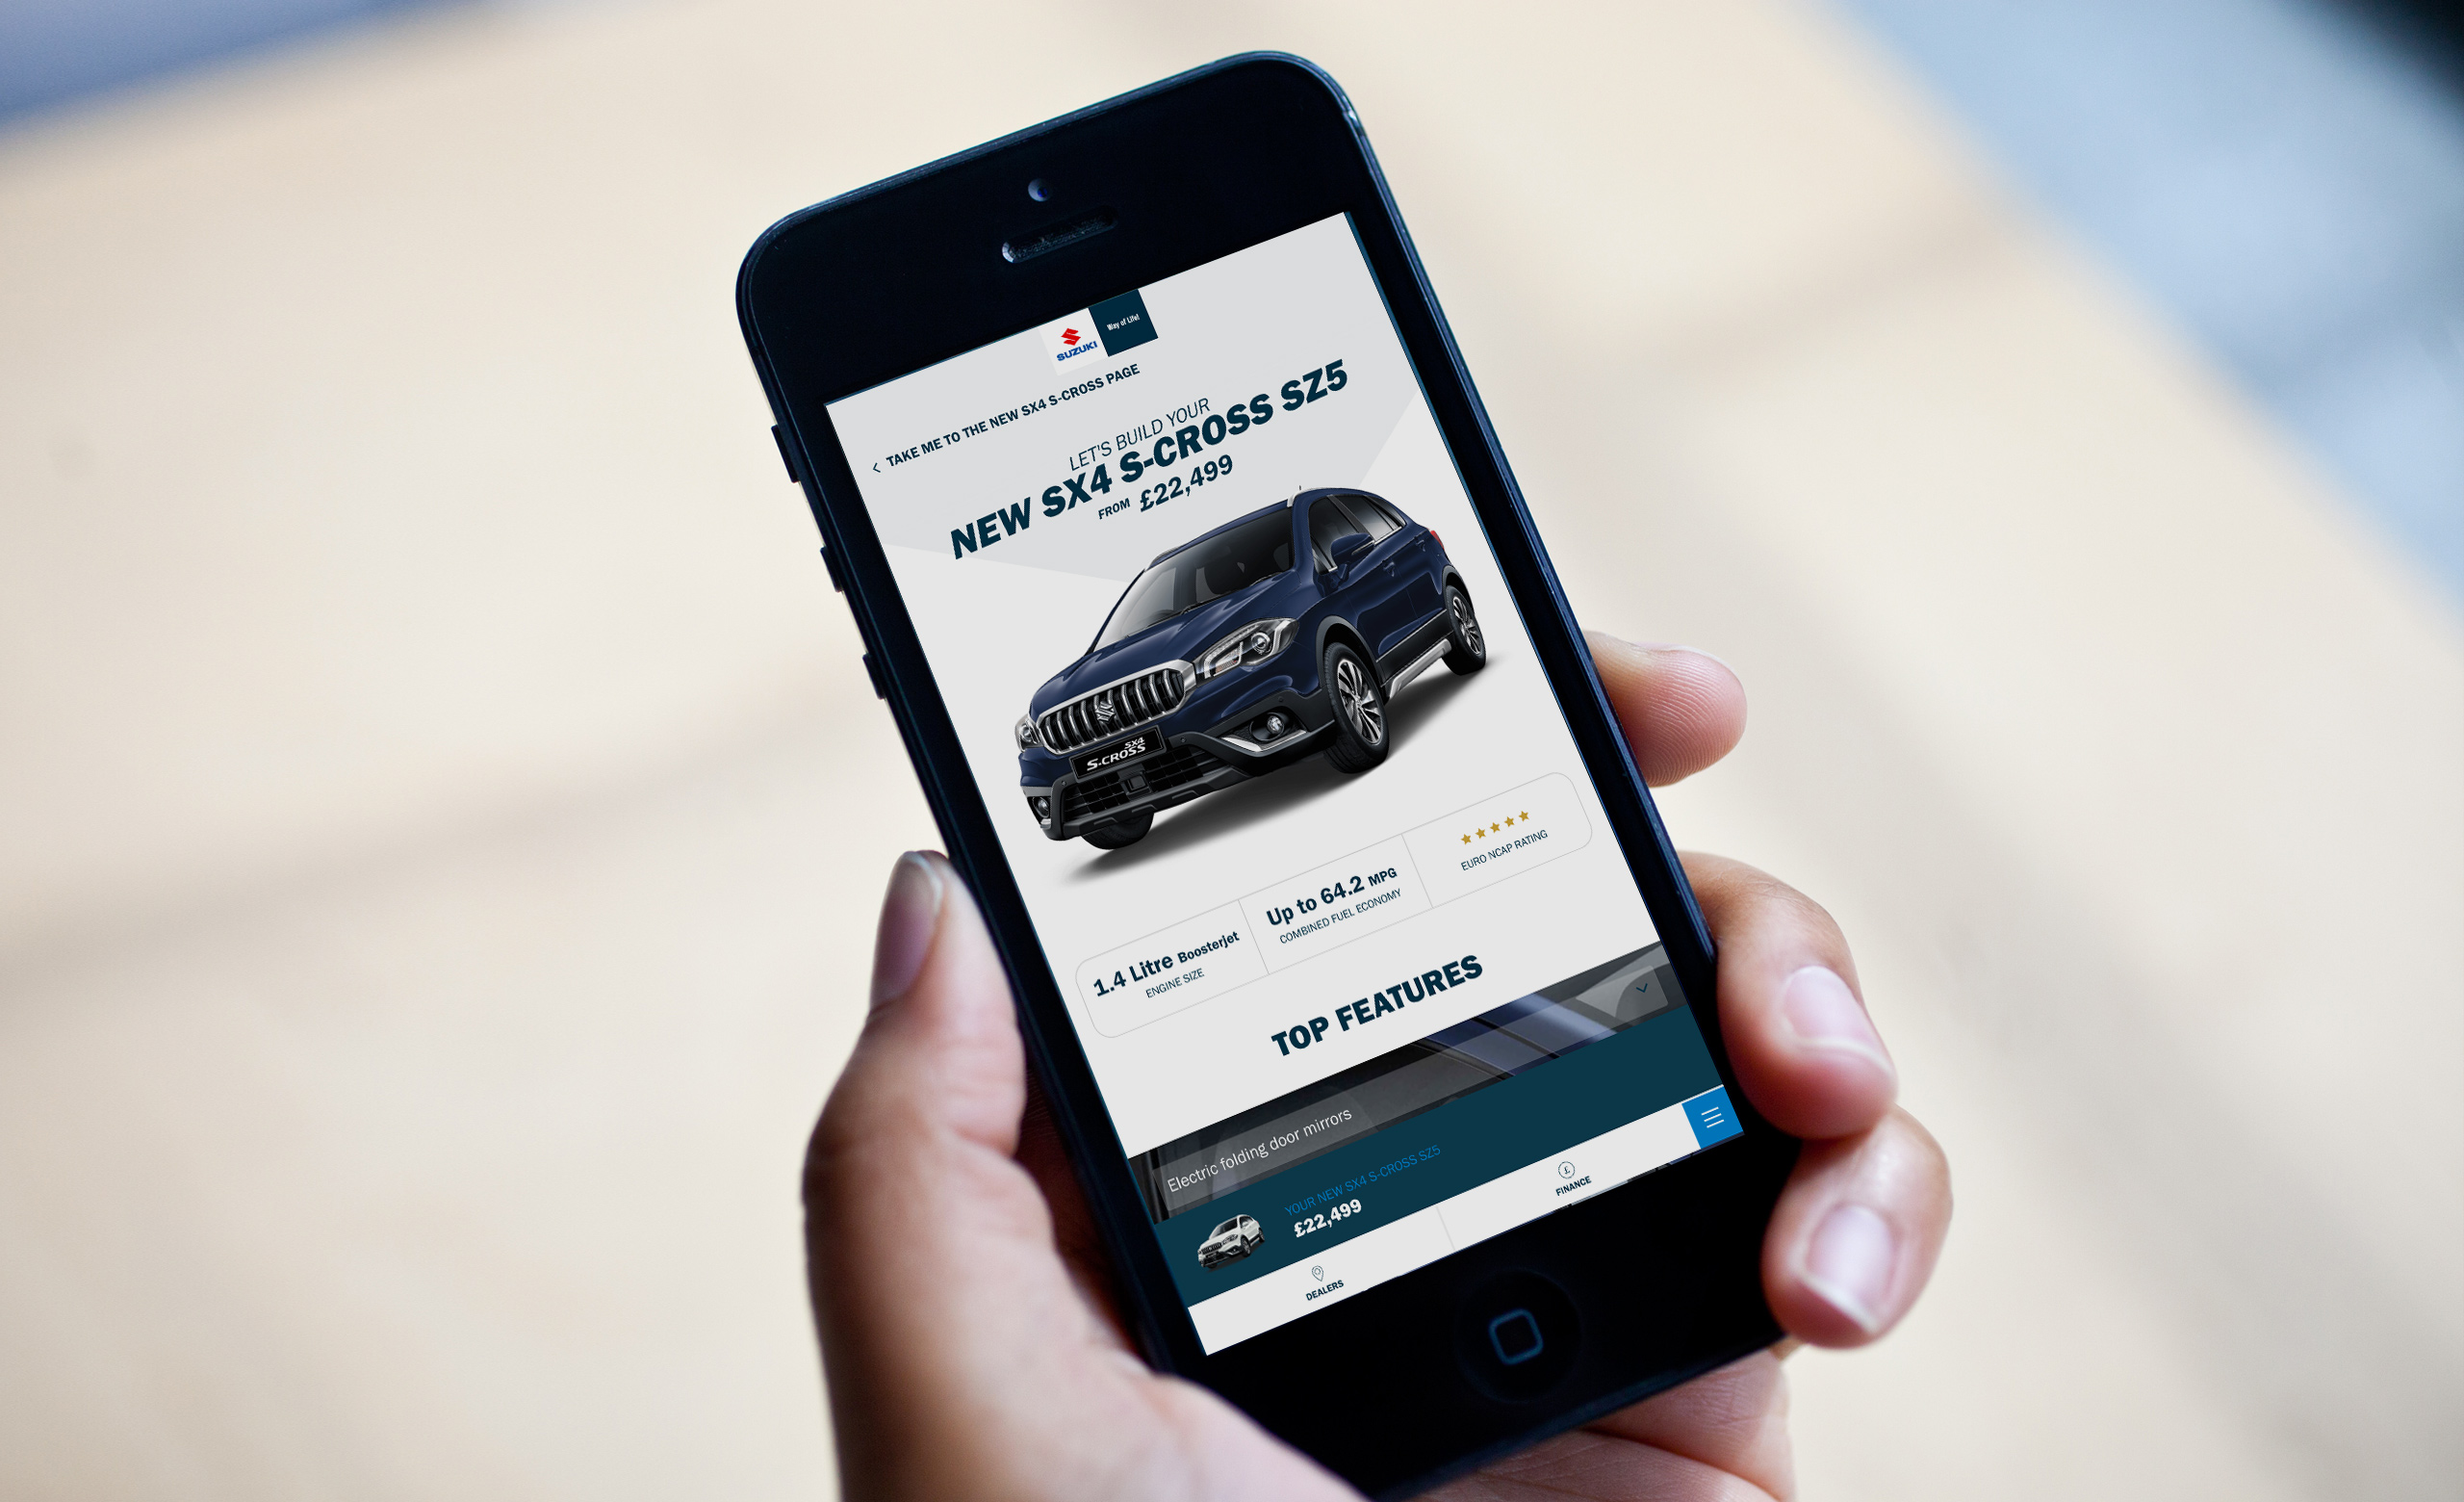 SUZUKI
Way of Life!
TAKE ME TO THE NEW SX4 S-CROSS PAGE
LET'S BUILD YOUR
NEW SX4 S-CROSS SZ5
FROM £22,499
SX4
S-CROSS
1.4 Litre Boosterjet
ENGINE SIZE
Up to 64.2 MPG
COMBINED FUEL ECONOMY
EURO NCAP RATING
TOP FEATURES
Electric folding door mirrors
YOUR NEW SX4 S-CROSS SZ5
£22,499
DEALERS
£
FINANCE